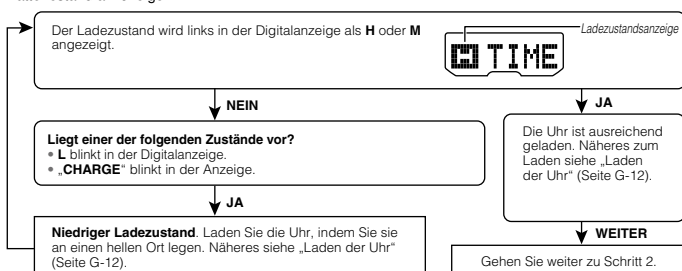 Der Ladezustand wird links in der Digitalanzeige als H oder M
angezeigt.
Ladezustandsanzeige
TIME
NEIN
JA
Liegt einer der folgenden Zustände vor?
• L blinkt in der Digitalanzeige.
• „CHARGE“ blinkt in der Anzeige.
Die Uhr ist ausreichend
geladen. Näheres zum
Laden siehe „Laden
der Uhr“ (Seite G-12).
JA
WEITER
Niedriger Ladezustand. Laden Sie die Uhr, indem Sie sie
an einen hellen Ort legen. Näheres siehe „Laden der Uhr“
(Seite G-12).
Gehen Sie weiter zu Schritt 2.